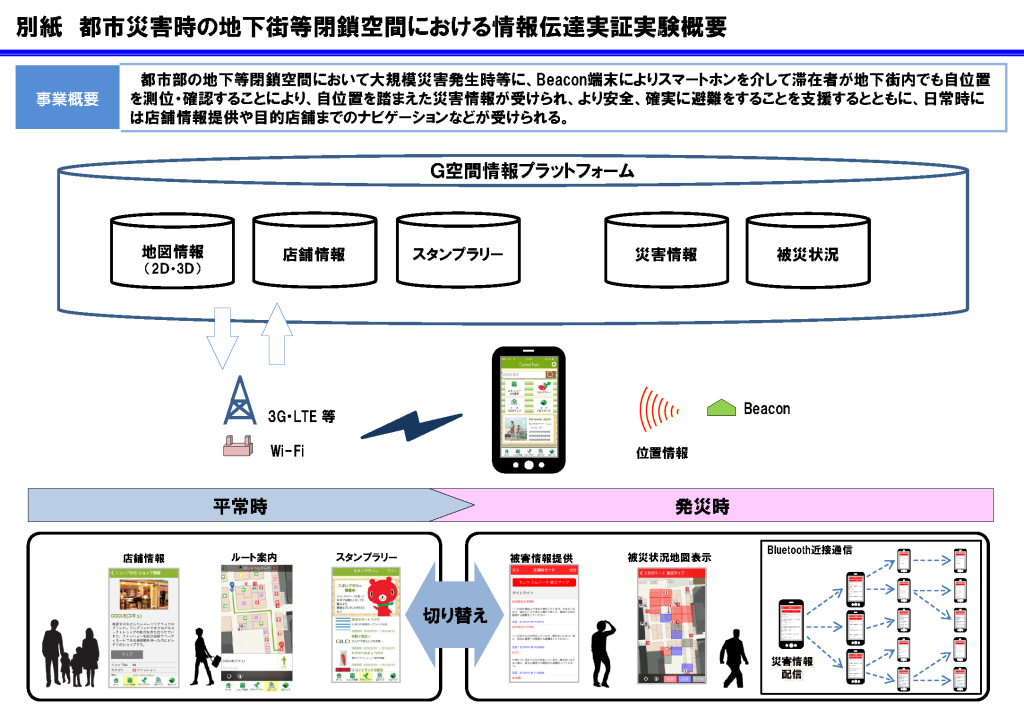 別紙　都市災害時の地下街等閉鎖空間における情報伝達実証実験概要
事業概要
都市部の地下等閉鎖空間において大規模災害発生時等に、Beacon端末によりスマートホンを介して滞在者が地下街内でも自位置
を測位・確認することにより、自位置を踏まえた災害情報が受けられ、より安全、確実に避難をすることを支援するとともに、日常時に
は店舗情報提供や目的店舗までのナビゲーションなどが受けられる。
G空間情報プラットフォーム
地図情報
（2D・3D）
店舗情報
スタンプラリー
災害情報
被災状況
3G・LTE 等
Wi-Fi
位置情報
Beacon
平常時
発災時
店舗情報
ルート案内
スタンプラリー
切り替え
被害情報提供
被災状況地図表示
Bluetooth近接通信
災害情報
配信